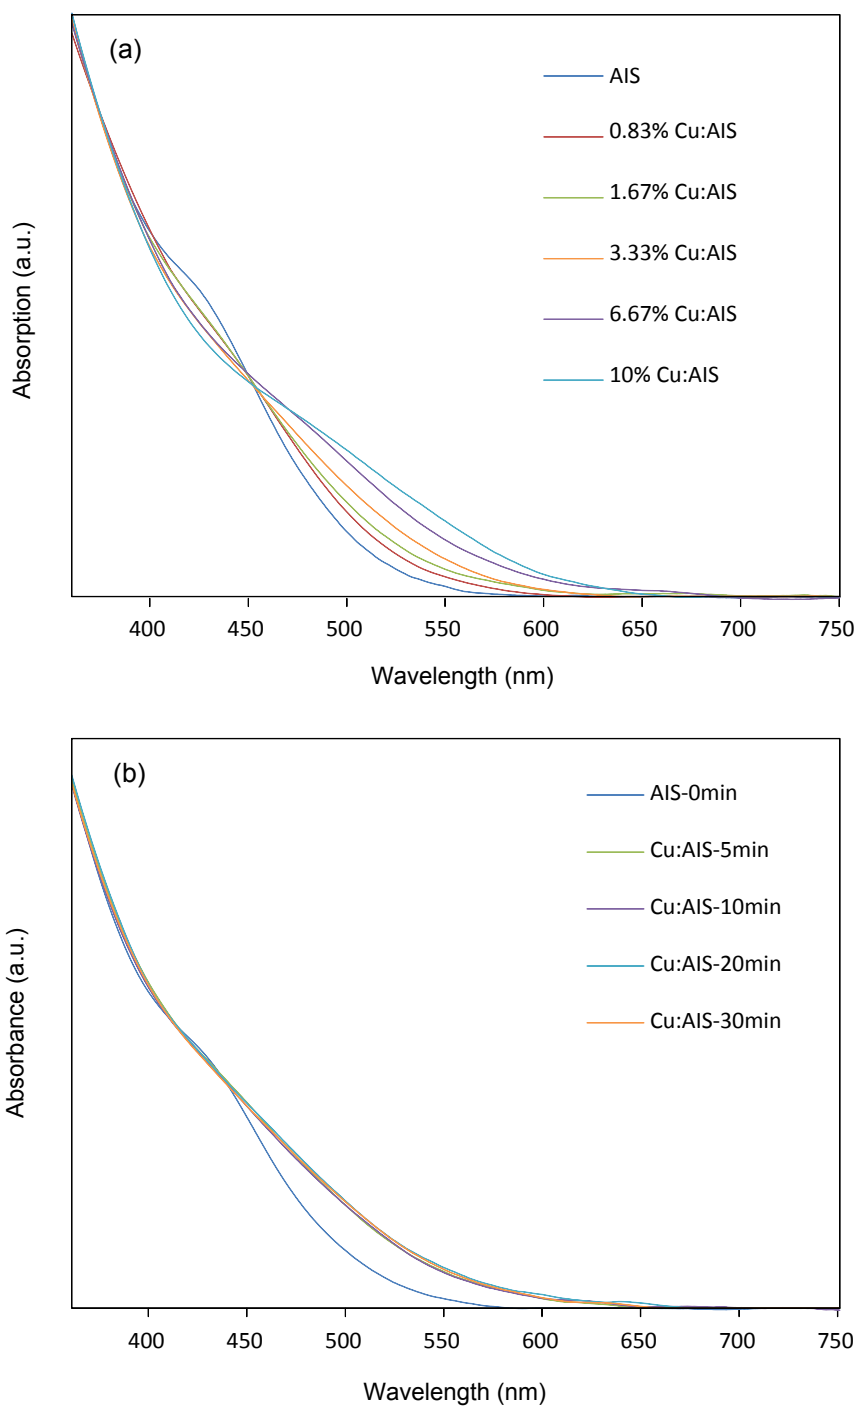 (a)
AIS
0.83% Cu:AIS
1.67% Cu:AIS
3.33% Cu:AIS
6.67% Cu:AIS
10% Cu:AIS
Absorption (a.u.)
400 450 500 550 600 650 700 750
Wavelength (nm)
(b)
AIS-0min
Cu:AIS-5min
Cu:AIS-10min
Cu:AIS-20min
Cu:AIS-30min
Absorbance (a.u.)
400 450 500 550 600 650 700 750
Wavelength (nm)